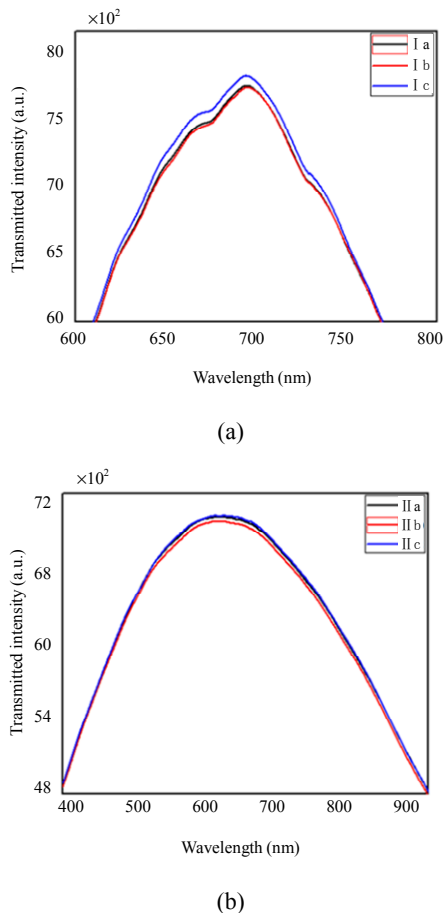 ×10²
80
75
70
65
60
Transmitted intensity (a.u.)
Ⅰ a
Ⅰ b
Ⅰ c
600 650 700 750 800
Wavelength (nm)
(a)
×10²
72
68
60
54
48
Transmitted intensity (a.u.)
Ⅱ a
Ⅱ b
Ⅱ c
400 500 600 700 800 900
Wavelength (nm)
(b)